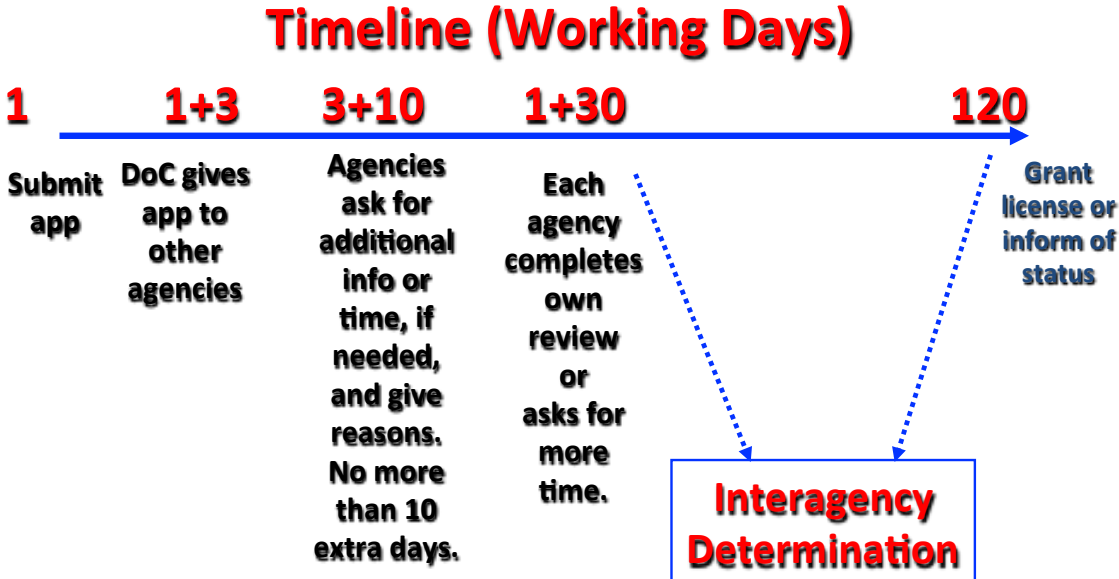 Timeline (Working Days)
1
1+3
3+10
1+30
120
Submit
app
DoC gives
app to
other
agencies
Agencies
ask for
additional
info or
time, if
needed,
and give
reasons.
No more
than 10
extra days.
Each
agency
completes
own
review
or
asks for
more
time.
Grant
license or
inform of
status
Interagency
Determination